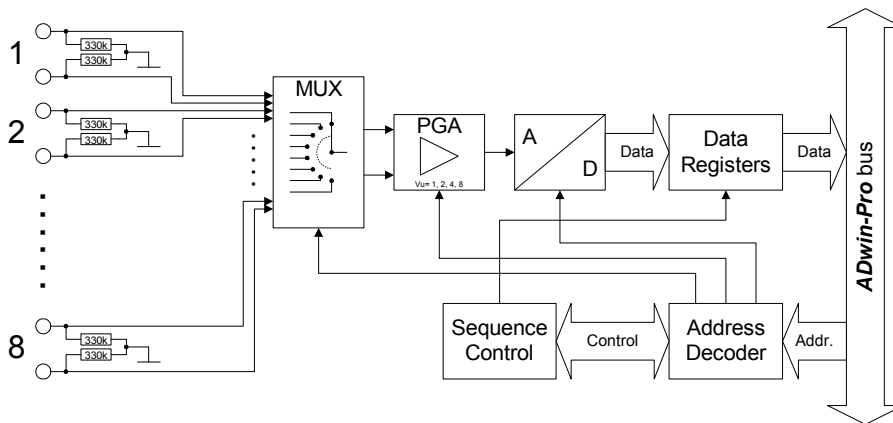 1
330k
330k
2
330k
330k
8
330k
330k
MUX
PGA
Vu= 1, 2, 4, 8
A
D
Data
Data
Registers
Data
Sequence
Control
Control
Address
Decoder
Addr.
ADwin-Pro bus